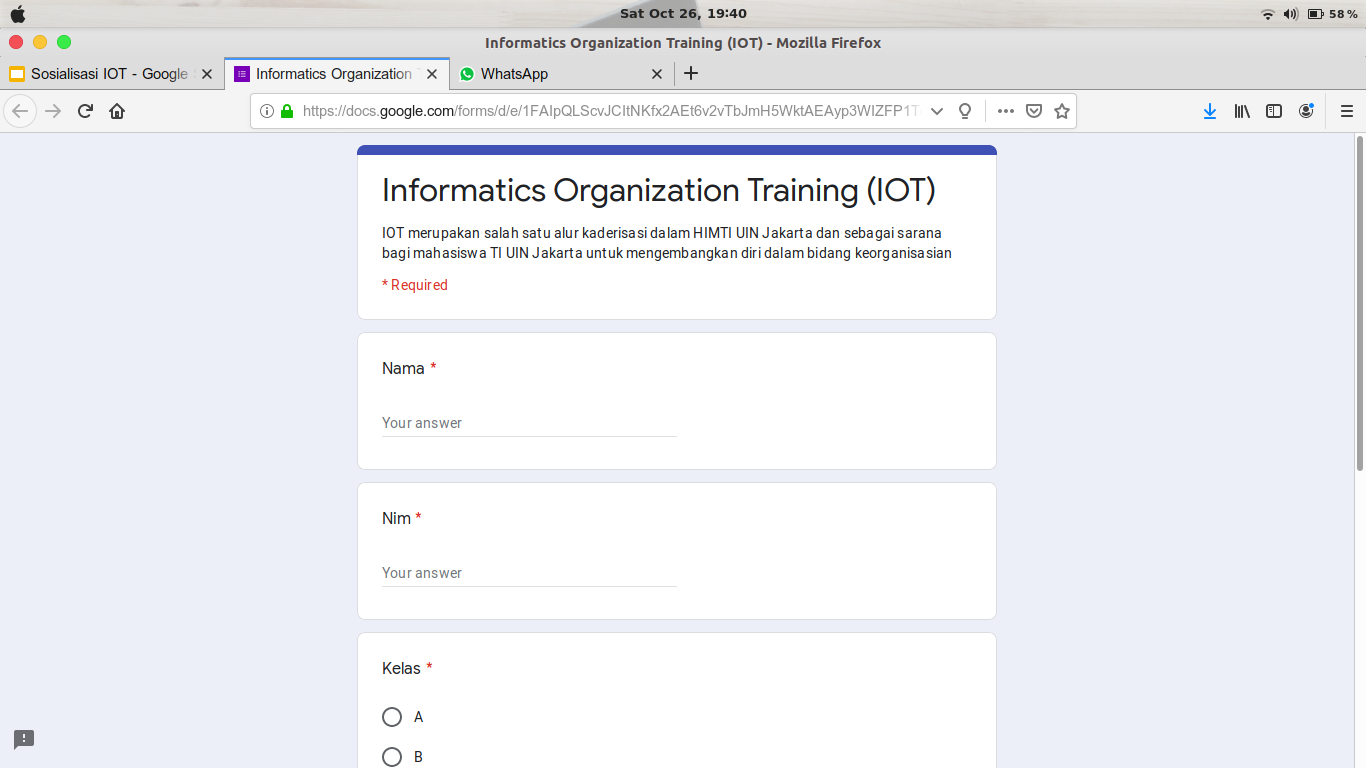 Sat Oct 26, 19:40
58%
Informatics Organization Training (IOT) - Mozilla Firefox
Sosialisasi IOT - Google
Informatics Organization
WhatsApp
https://docs.google.com/forms/d/e/1FAIpQLScvJCItNKfx2AEt6v2vTbJmH5WktAEAyp3WIZFP1T
Informatics Organization Training (IOT)
IOT merupakan salah satu alur kaderisasi dalam HIMTI UIN Jakarta dan sebagai sarana
bagi mahasiswa TI UIN Jakarta untuk mengembangkan diri dalam bidang keorganisasian
* Required
Nama *
Your answer
Nim *
Your answer
Kelas *
A
B